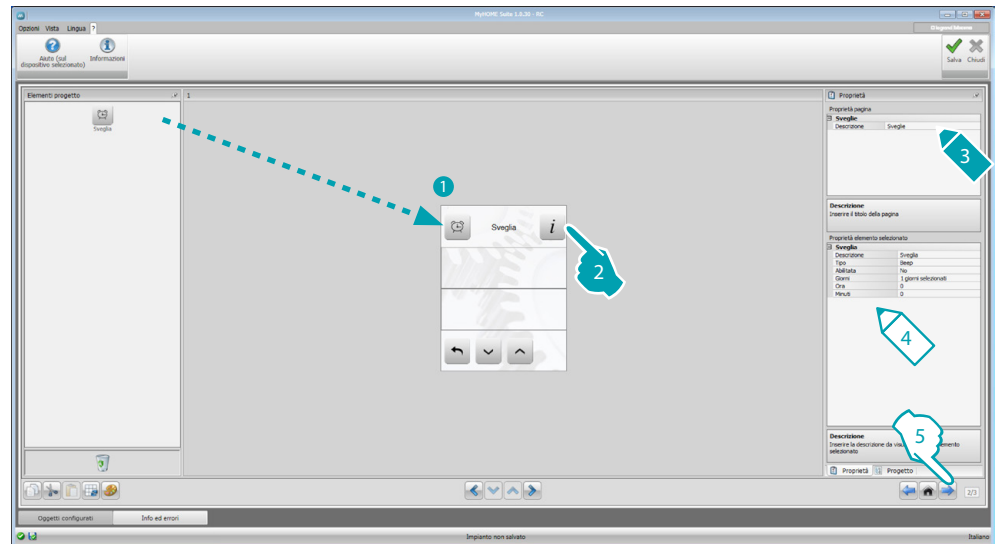 MyHOME Suite 1.0.30 - RC
Opzioni Vista Lingua ?
Aiuto (sul dispositivo selezionato)
Informazioni
Salva Chiudi
Elementi progetto
1
Proprietà
Sveglia
Proprietà pagina
Sveglie
Descrizione Sveglie
3
Descrizione
Inserire il titolo della pagina
1
Sveglia
i
2
Proprietà elemento selezionato
Sveglia
Descrizione Sveglia
Tipo Beep
Abilitata No
Giorni 1 giorni selezionati
Ora 0
Minuti 0
4
Descrizione
Inserire la descrizione da
selezionato
5
Proprietà Progetto
2/3
Oggetti configurati Info ed errori
Impianto non salvato
Italiano